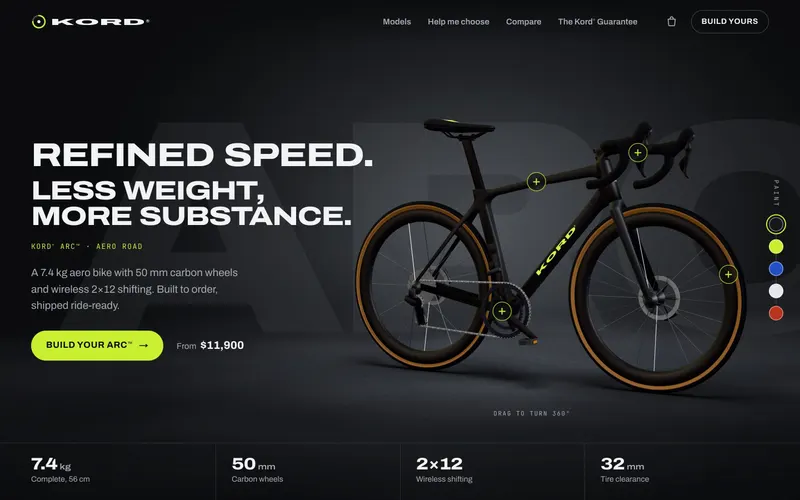 KORD®
Models
Help me choose
Compare
The Kord® Guarantee
BUILD YOURS
ARC
REFINED SPEED.
LESS WEIGHT,
MORE SUBSTANCE.
KORD® ARC™ · AERO ROAD
A 7.4 kg aero bike with 50 mm carbon wheels
and wireless 2×12 shifting. Built to order,
shipped ride-ready.
BUILD YOUR ARC™ →
From $11,900
KORD
PAINT
DRAG TO TURN 360°
7.4 kg
Complete, 56 cm
50 mm
Carbon wheels
2×12
Wireless shifting
32 mm
Tire clearance